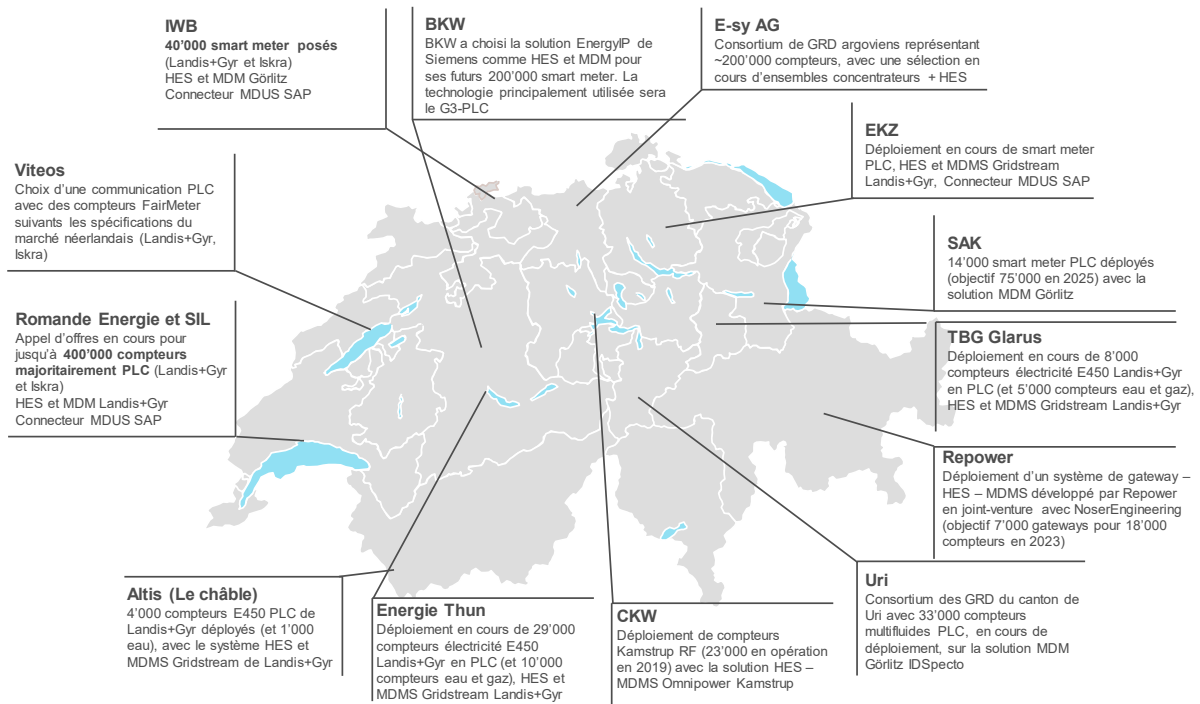 IWB
40’000 smart meter posés
(Landis+Gyr et Iskra)
HES et MDM Görlitz
Connecteur MDUS SAP
BKW
BKW a choisi la solution EnergyIP de
Siemens comme HES et MDM pour
ses futurs 200’000 smart meter. La
technologie principalement utilisée sera
le G3-PLC
E-sy AG
Consortium de GRD argoviens représentant
~200’000 compteurs, avec une sélection en
cours d’ensembles concentrateurs + HES
EKZ
Déploiement en cours de smart meter
PLC, HES et MDMS Gridstream
Landis+Gyr, Connecteur MDUS SAP
Viteos
Choix d’une communication PLC
avec des compteurs FairMeter
suivants les spécifications du
marché néerlandais (Landis+Gyr,
Iskra)
SAK
14’000 smart meter PLC déployés
(objectif 75’000 en 2025) avec la
solution MDM Görlitz
Romande Energie et SIL
Appel d’offres en cours pour
jusqu’à 400’000 compteurs
majoritairement PLC (Landis+Gyr
et Iskra)
HES et MDM Landis+Gyr
Connecteur MDUS SAP
TBG Glarus
Déploiement en cours de 8’000
compteurs électricité E450 Landis+Gyr
en PLC (et 5’000 compteurs eau et gaz),
HES et MDMS Gridstream Landis+Gyr
Repower
Déploiement d’un système de gateway –
HES – MDMS développé par Repower
en joint-venture avec NoserEngineering
(objectif 7’000 gateways pour 18’000
compteurs en 2023)
Altis (Le châble)
4’000 compteurs E450 PLC de
Landis+Gyr déployés (et 1’000
eau), avec le système HES et
MDMS Gridstream de Landis+Gyr
Energie Thun
Déploiement en cours de 29’000
compteurs électricité E450
Landis+Gyr en PLC (et 10’000
compteurs eau et gaz), HES et
MDMS Gridstream Landis+Gyr
CKW
Déploiement de compteurs
Kamstrup RF (23’000 en opération
en 2019) avec la solution HES –
MDMS Omnipower Kamstrup
Uri
Consortium des GRD du canton de
Uri avec 33’000 compteurs
multifluides PLC, en cours de
déploiement, sur la solution MDM
Görlitz IDSpecto